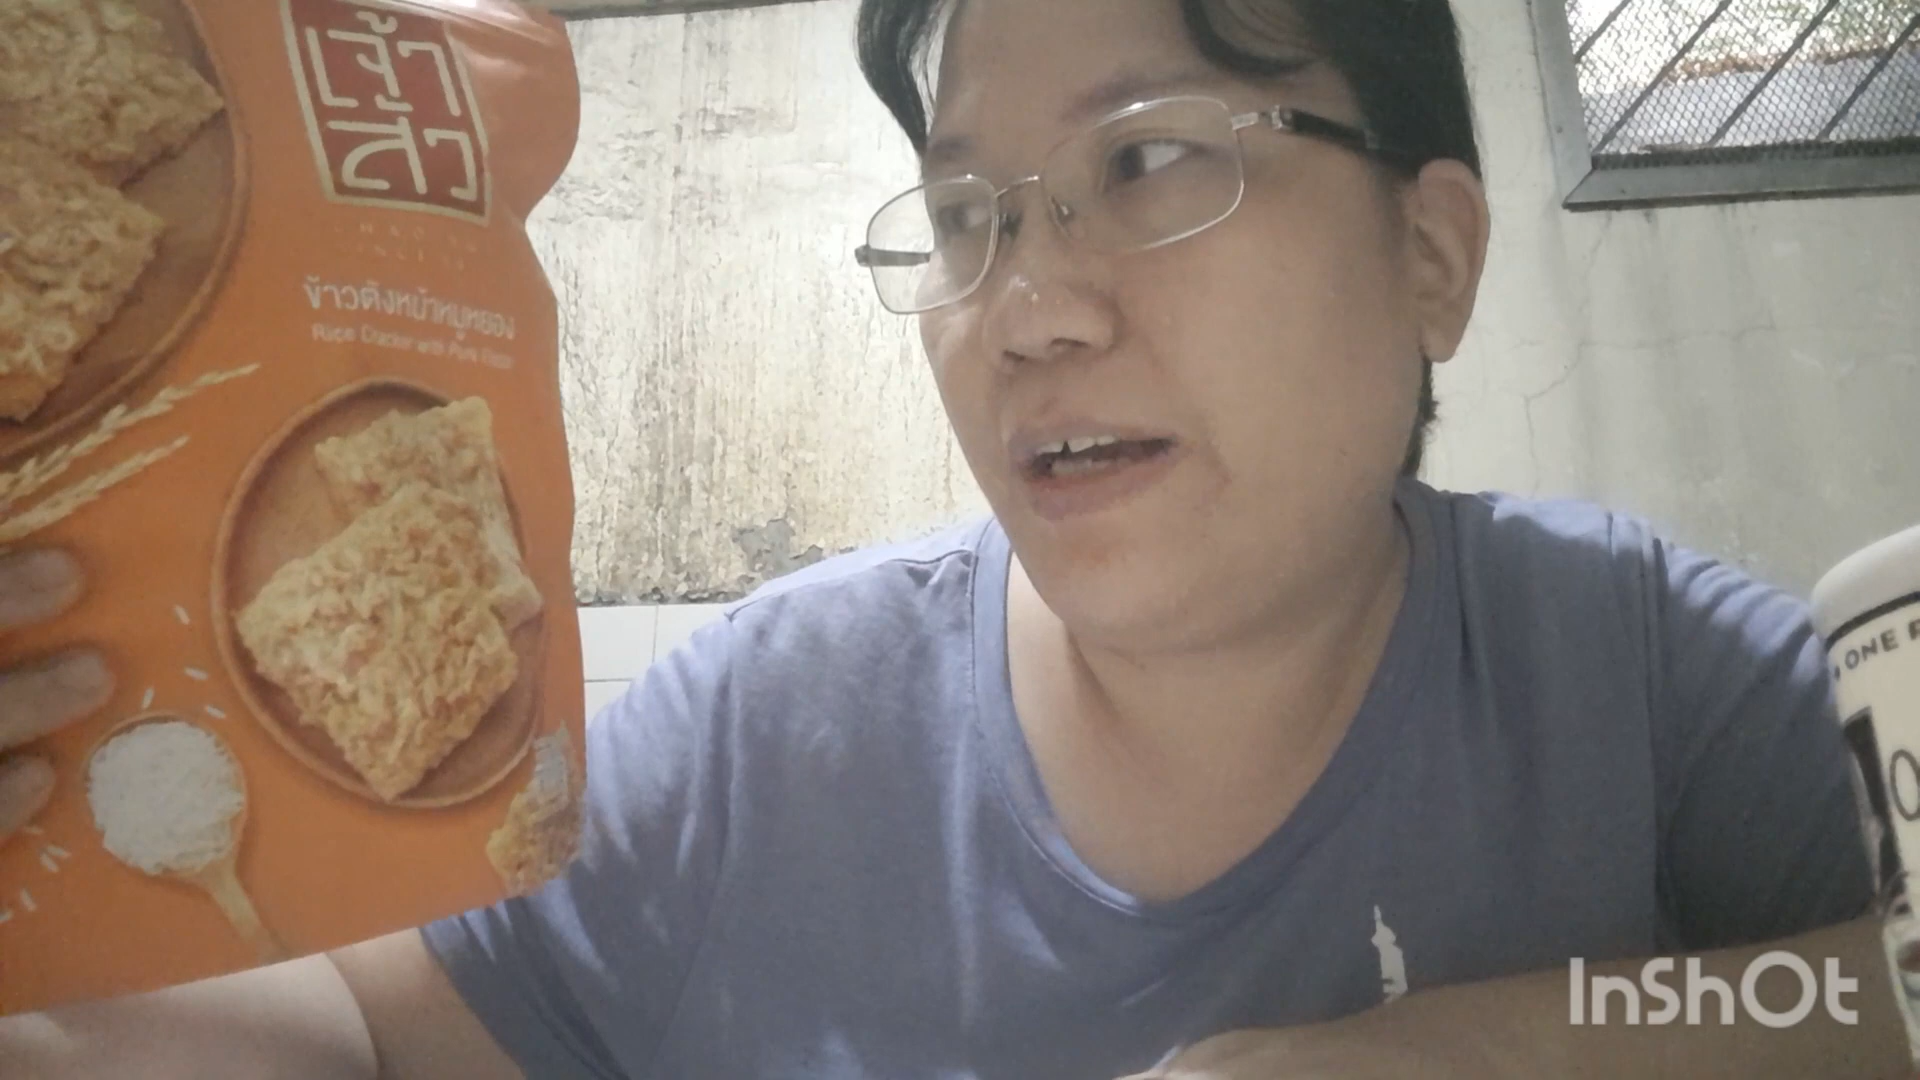 เจ้า
สัว
ข้าวตังหน้าหมูหยอง
Rice Cracker with Pork Floss
ONE
InShOt